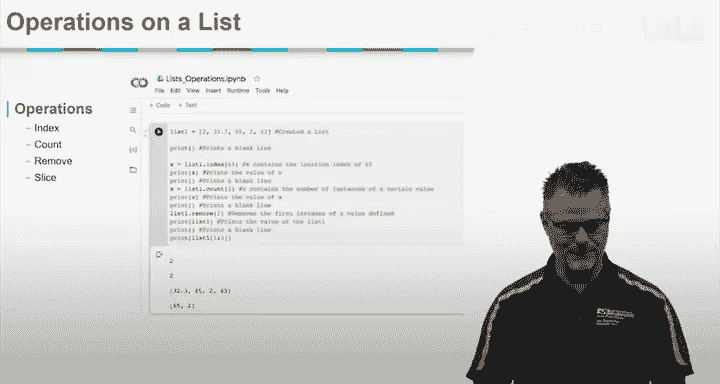 Operations on a List
Operations
– Index
– Count
– Remove
– Slice
Lists_Operations.ipynb
File Edit View Insert Runtime Tools Help
+ Code + Text
list1 = [2, 32.3, 65, 2, 43] #Created a List
print() #Prints a blank line
x = list1.index(65) #x contains the location index of 65
print(x) #Prints the value of x
print() #Prints a blank line
x = list1.count(2) #x contains the number of instances of a certain value
print(x) #Prints the value of x
print() #Prints a blank line
list1.remove(2) #Removes the first instance of a value defined
print(list1) #Prints the value of the list1
print() #Prints a blank line
print(list1[1:3])
2
2
[32.3, 65, 2, 43]
[65, 2]